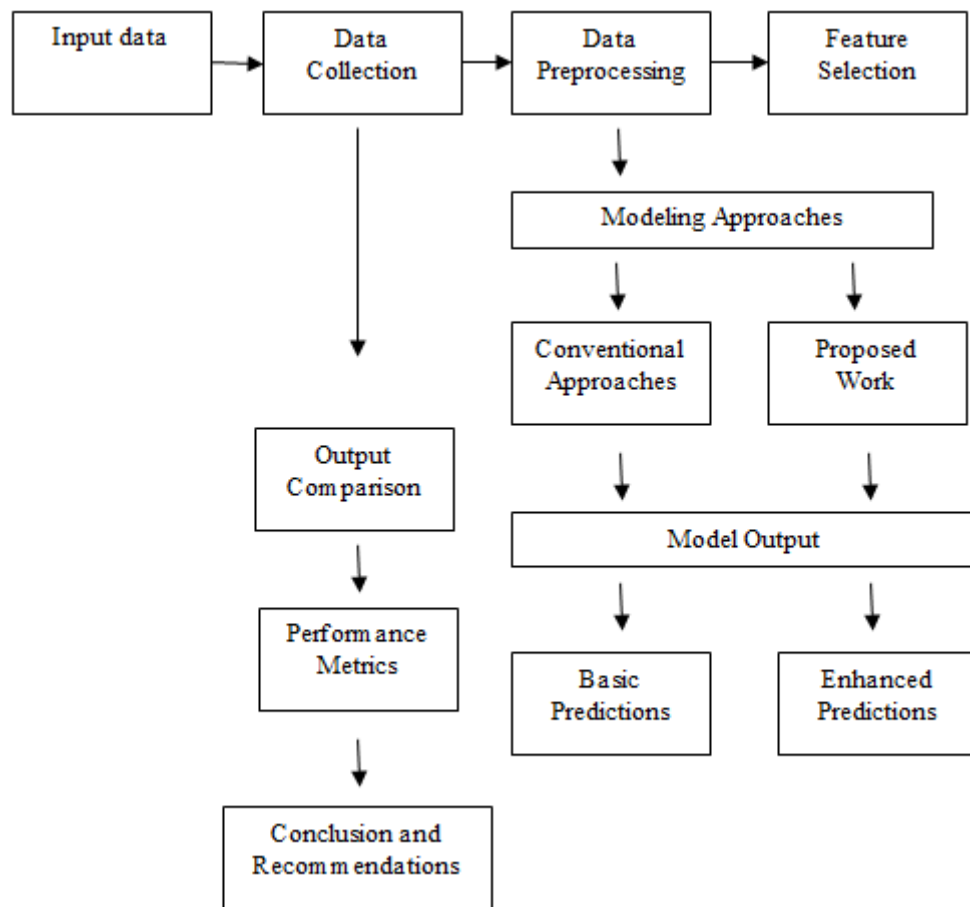 Input data
Data
Collection
Data
Preprocessing
Feature
Selection
Modeling Approaches
Conventional
Approaches
Proposed
Work
Output
Comparison
Model Output
Performance
Metrics
Basic
Predictions
Enhanced
Predictions
Conclusion and
Recommendations